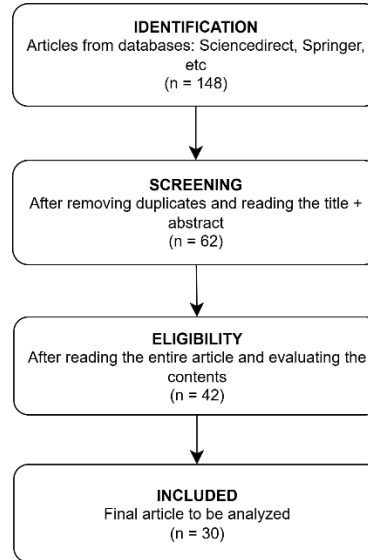 IDENTIFICATION
Articles from databases: Sciencedirect, Springer,
etc
(n = 148)
SCREENING
After removing duplicates and reading the title +
abstract
(n = 62)
ELIGIBILITY
After reading the entire article and evaluating the
contents
(n = 42)
INCLUDED
Final article to be analyzed
(n = 30)